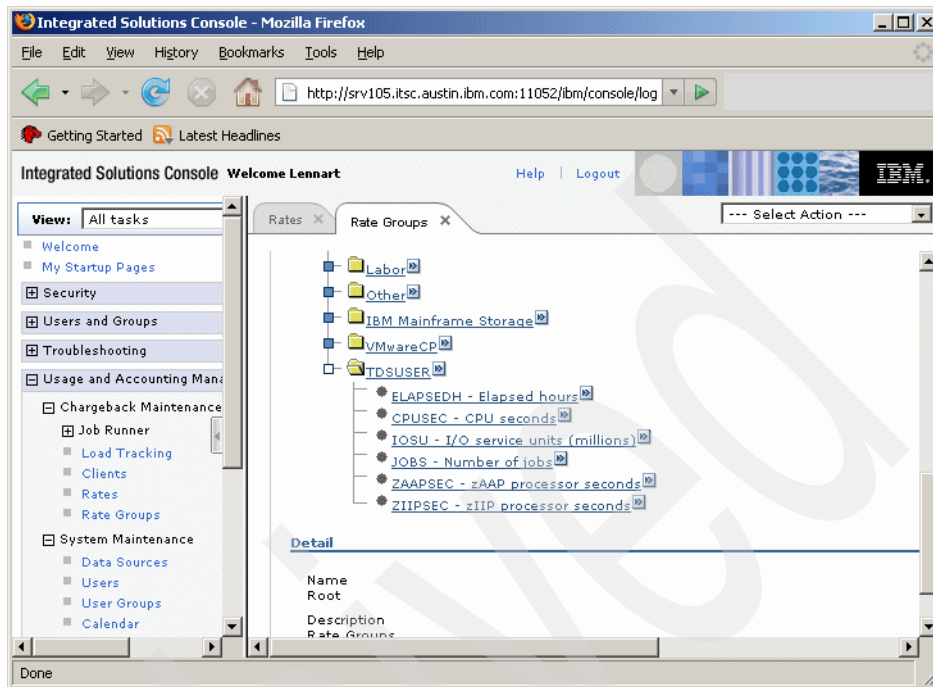 Integrated Solutions Console - Mozilla Firefox
File Edit View History Bookmarks Tools Help
http://srv105.itsc.austin.ibm.com:11052/ibm/console/log
Getting Started Latest Headlines
Integrated Solutions Console Welcome Lennart Help | Logout IBM.
View: All tasks
Rates Rate Groups --- Select Action ---
Welcome
My Startup Pages
Security
Users and Groups
Troubleshooting
Usage and Accounting Mana
Chargeback Maintenance
Job Runner
Load Tracking
Clients
Rates
Rate Groups
System Maintenance
Data Sources
Users
User Groups
Calendar
Labor
Other
IBM Mainframe Storage
VMwareCP
TDSUSER
ELAPSEDH - Elapsed hours
CPUSEC - CPU seconds
IOSU - I/O service units (millions)
JOBS - Number of jobs
ZAAPSEC - zAAP processor seconds
ZIIPSEC - zIIP processor seconds
Detail
Name
Root
Description
Rate Groups
Done